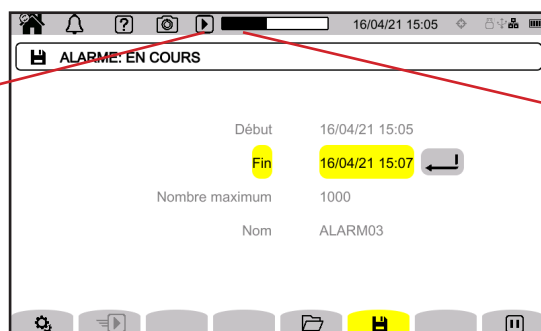 ? 16/04/21 15:05
ALARME: EN COURS
Début 16/04/21 15:05
Fin 16/04/21 15:07
Nombre maximum 1000
Nom ALARM03